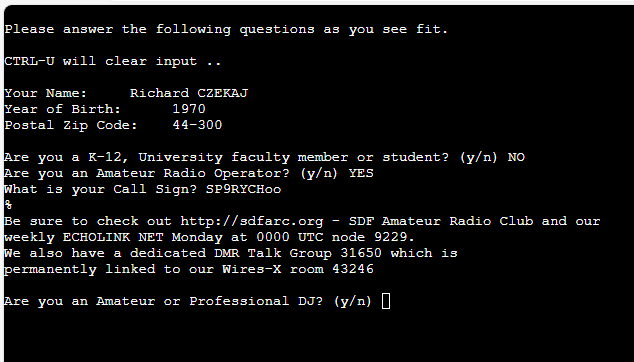 Please answer the following questions as you see fit.
CTRL-U will clear input ..
Your Name: Richard CZEKAJ
Year of Birth: 1970
Postal Zip Code: 44-300
Are you a K-12, University faculty member or student? (y/n) NO
Are you an Amateur Radio Operator? (y/n) YES
What is your Call Sign? SP9RYCHoo
%
Be sure to check out http://sdfarc.org - SDF Amateur Radio Club and our
weekly ECHOLINK NET Monday at 0000 UTC node 9229.
We also have a dedicated DMR Talk Group 31650 which is
permanently linked to our Wires-X room 43246
Are you an Amateur or Professional DJ? (y/n)